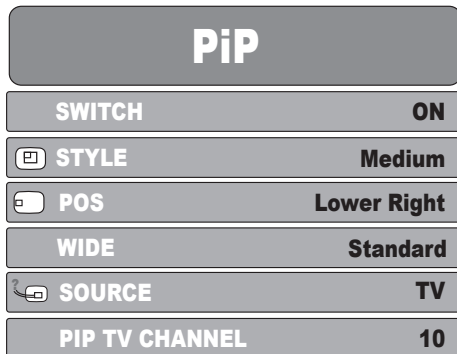 PiP
SWITCH ON
STYLE Medium
POS Lower Right
WIDE Standard
SOURCE TV
PIP TV CHANNEL 10